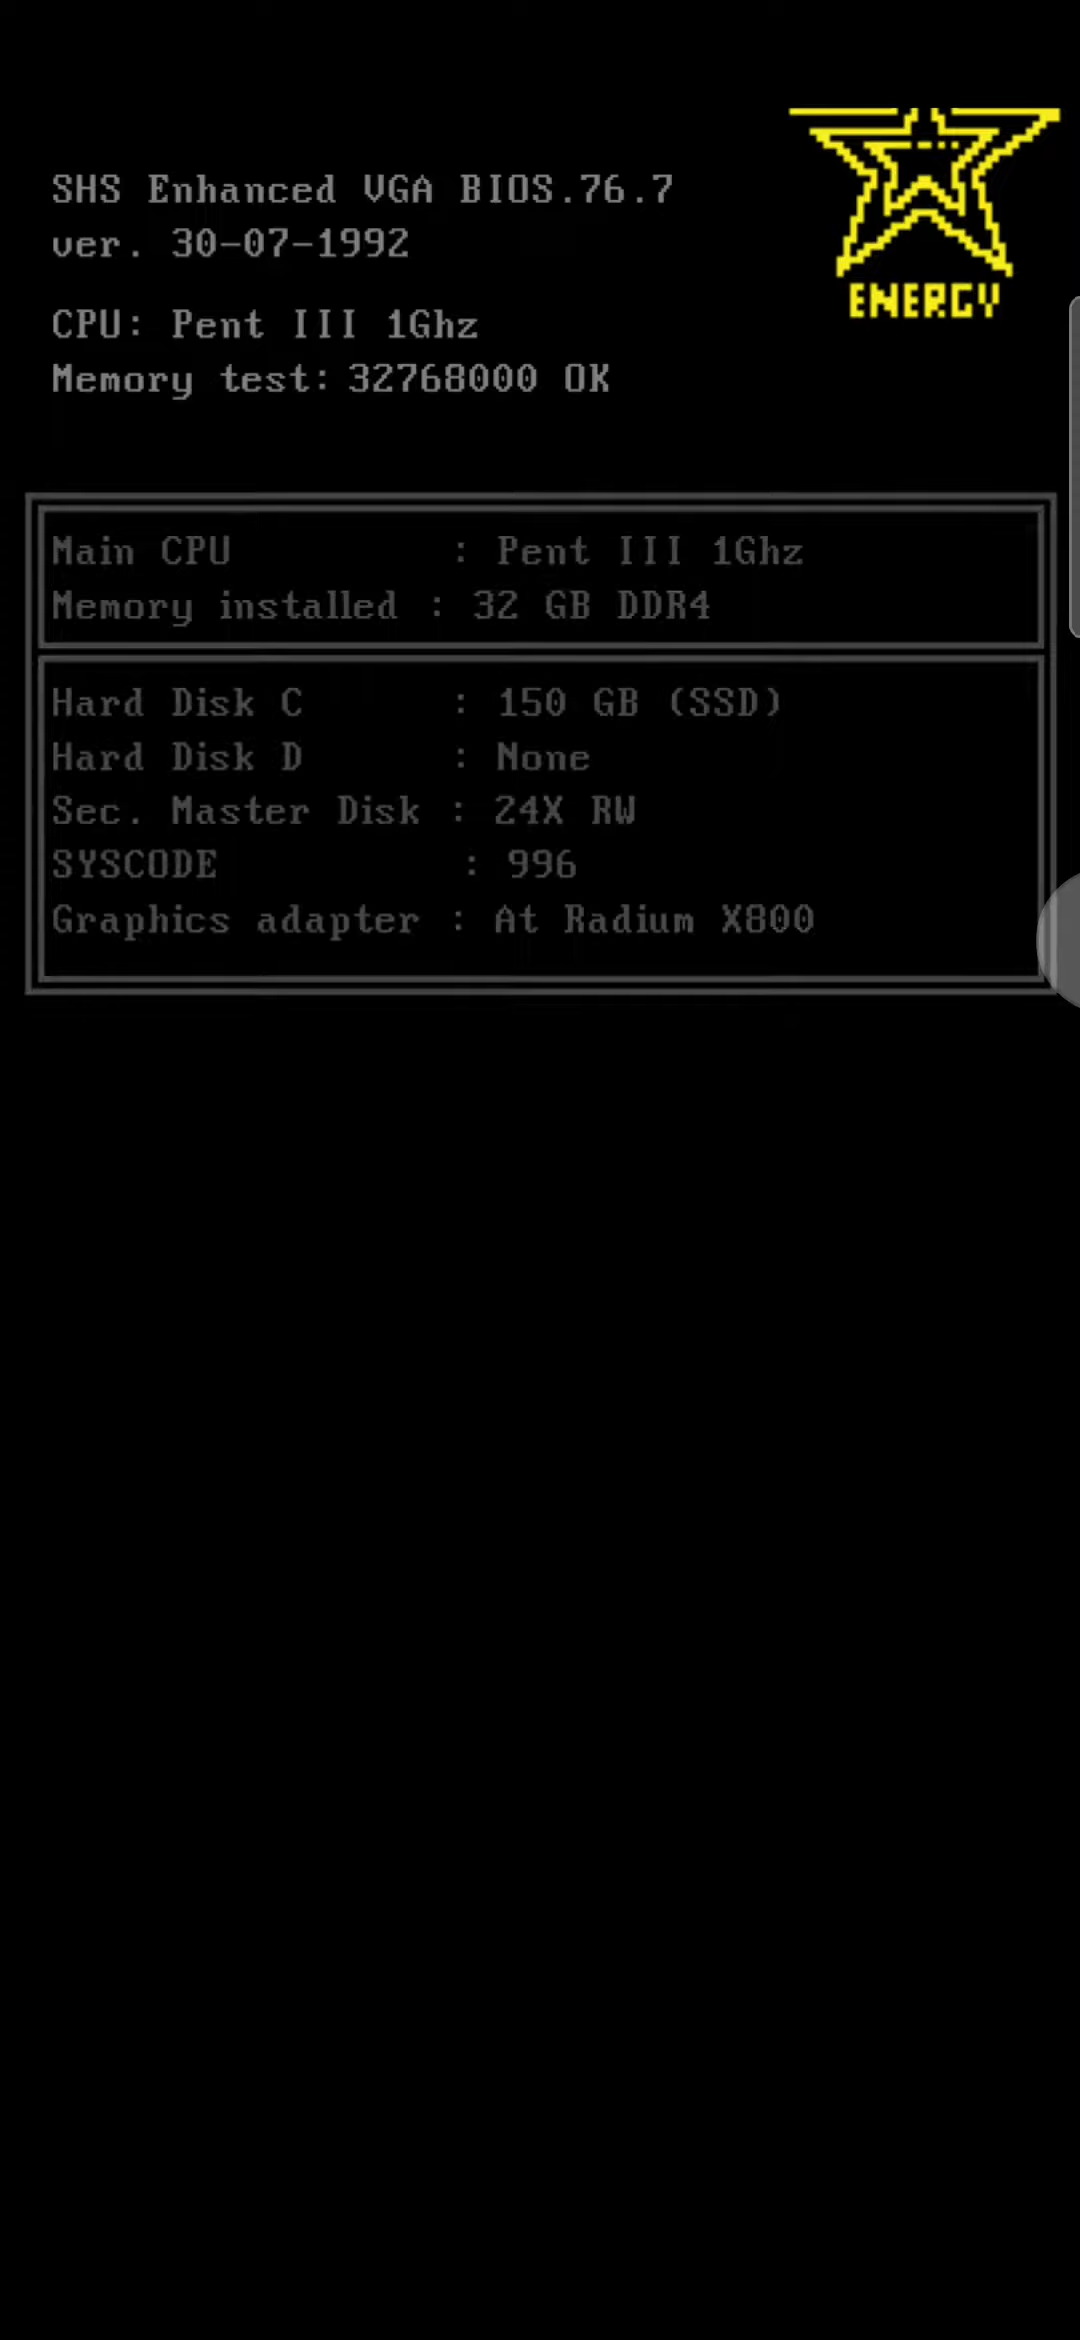 SHS Enhanced VGA BIOS.76.7
ver. 30-07-1992
ENERGY
CPU: Pent III 1Ghz
Memory test: 32768000 OK
Main CPU : Pent III 1Ghz
Memory installed : 32 GB DDR4
Hard Disk C : 150 GB (SSD)
Hard Disk D : None
Sec. Master Disk : 24X RW
SYSCODE : 996
Graphics adapter : At Radium X800